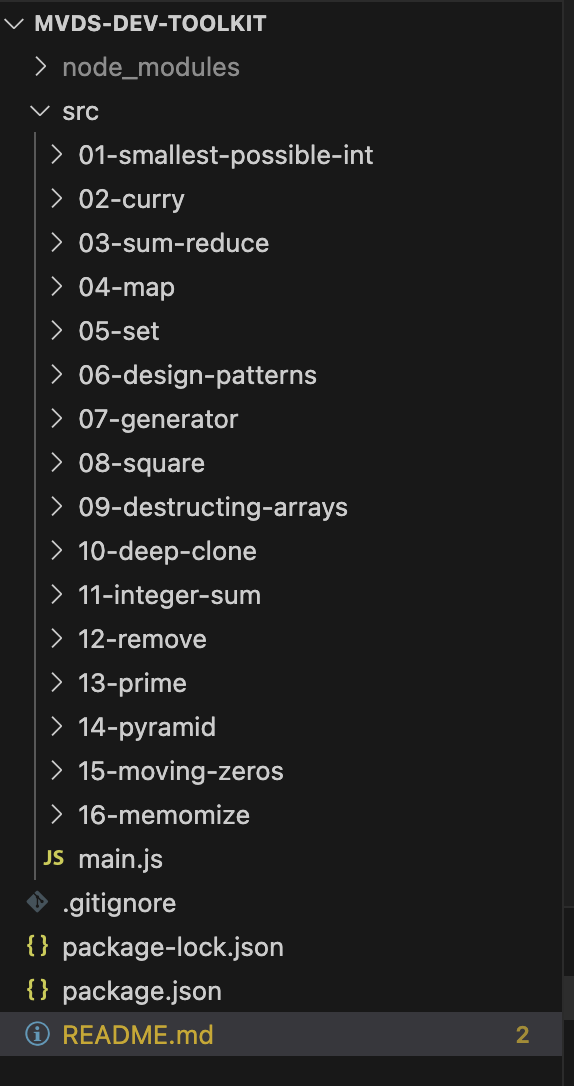 MVDS-DEV-TOOLKIT
node_modules
src
01-smallest-possible-int
02-curry
03-sum-reduce
04-map
05-set
06-design-patterns
07-generator
08-square
09-destructing-arrays
10-deep-clone
11-integer-sum
12-remove
13-prime
14-pyramid
15-moving-zeros
16-memomize
JS main.js
.gitignore
{} package-lock.json
{} package.json
README.md 2